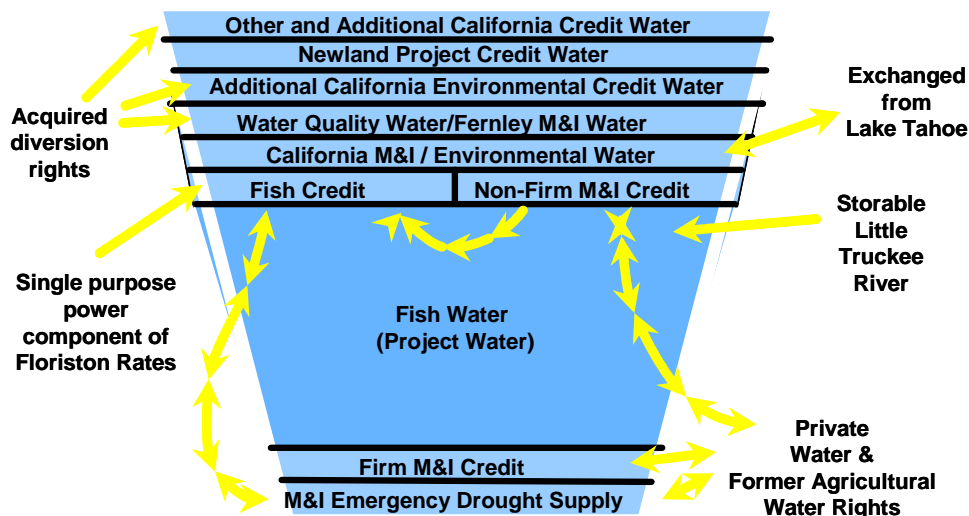 Other and Additional California Credit Water
Newland Project Credit Water
Additional California Environmental Credit Water
Water Quality Water/Fernley M&I Water
California M&I / Environmental Water
Fish Credit
Non-Firm M&I Credit
Fish Water
(Project Water)
Firm M&I Credit
M&I Emergency Drought Supply
Acquired
diversion
rights
Single purpose
power
component of
Floriston Rates
Exchanged
from
Lake Tahoe
Storable
Little
Truckee
River
Private
Water &
Former Agricultural
Water Rights